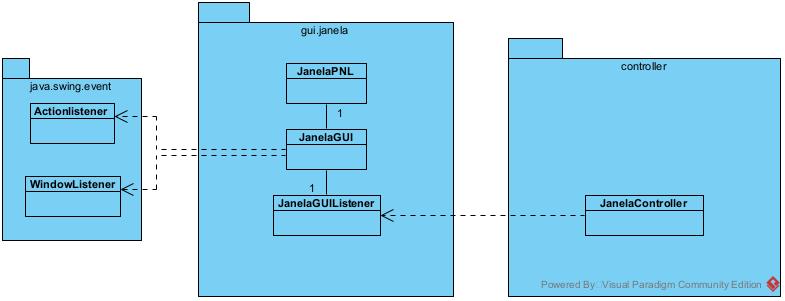 gui.janela
controller
java.swing.event
JanelaPNL
Actionlistener
1
JanelaGUI
WindowListener
1
JanelaGUIListener
JanelaController
Powered By: Visual Paradigm Community Edition